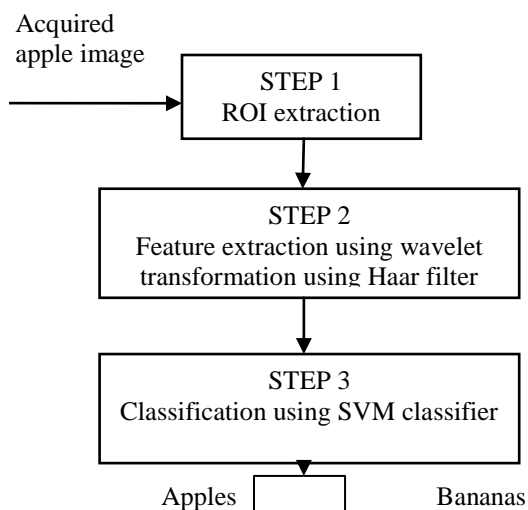 Acquired
apple image
STEP 1
ROI extraction
STEP 2
Feature extraction using wavelet
transformation using Haar filter
STEP 3
Classification using SVM classifier
Apples
Bananas